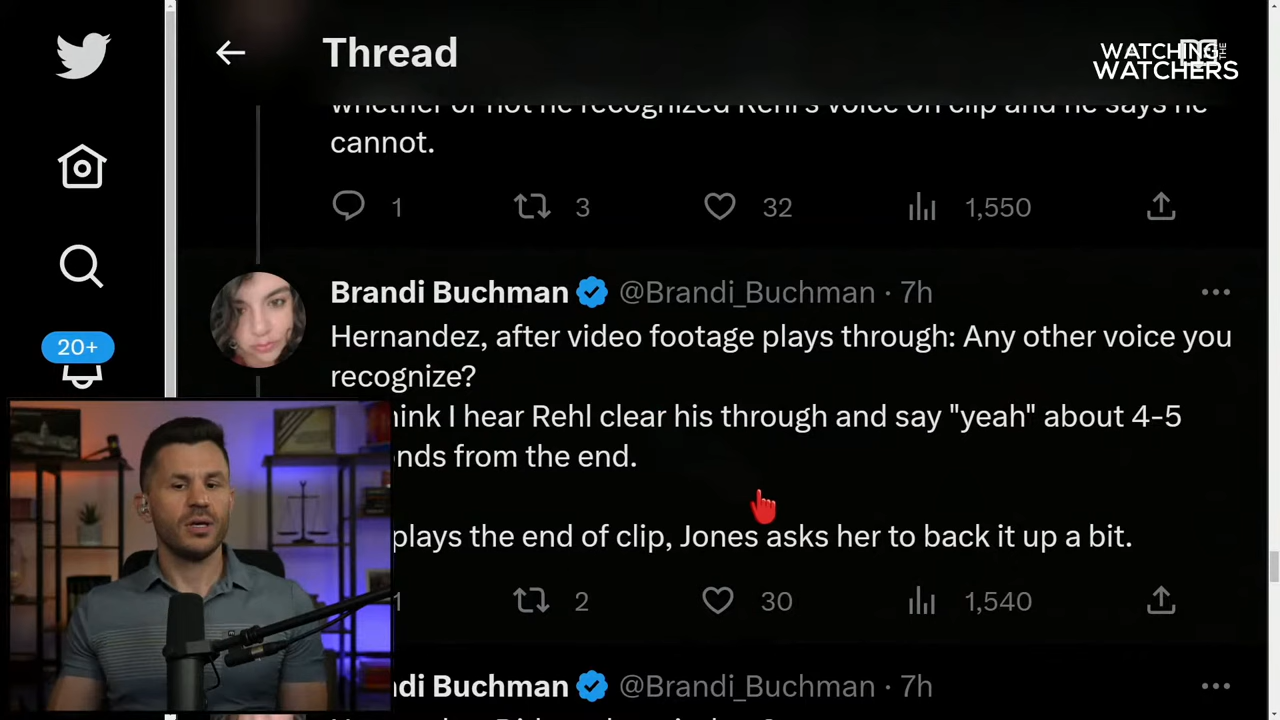 Thread
WATCHING THE
WATCHERS
whether or not he recognized Rehl's voice on clip and he says he
cannot.
1 3 32 1,550
20+
Brandi Buchman @Brandi_Buchman · 7h
Hernandez, after video footage plays through: Any other voice you
recognize?
I hear Rehl clear his through and say "yeah" about 4-5
from the end.
plays the end of clip, Jones asks her to back it up a bit.
1 2 30 1,540
Buchman @Brandi_Buchman · 7h